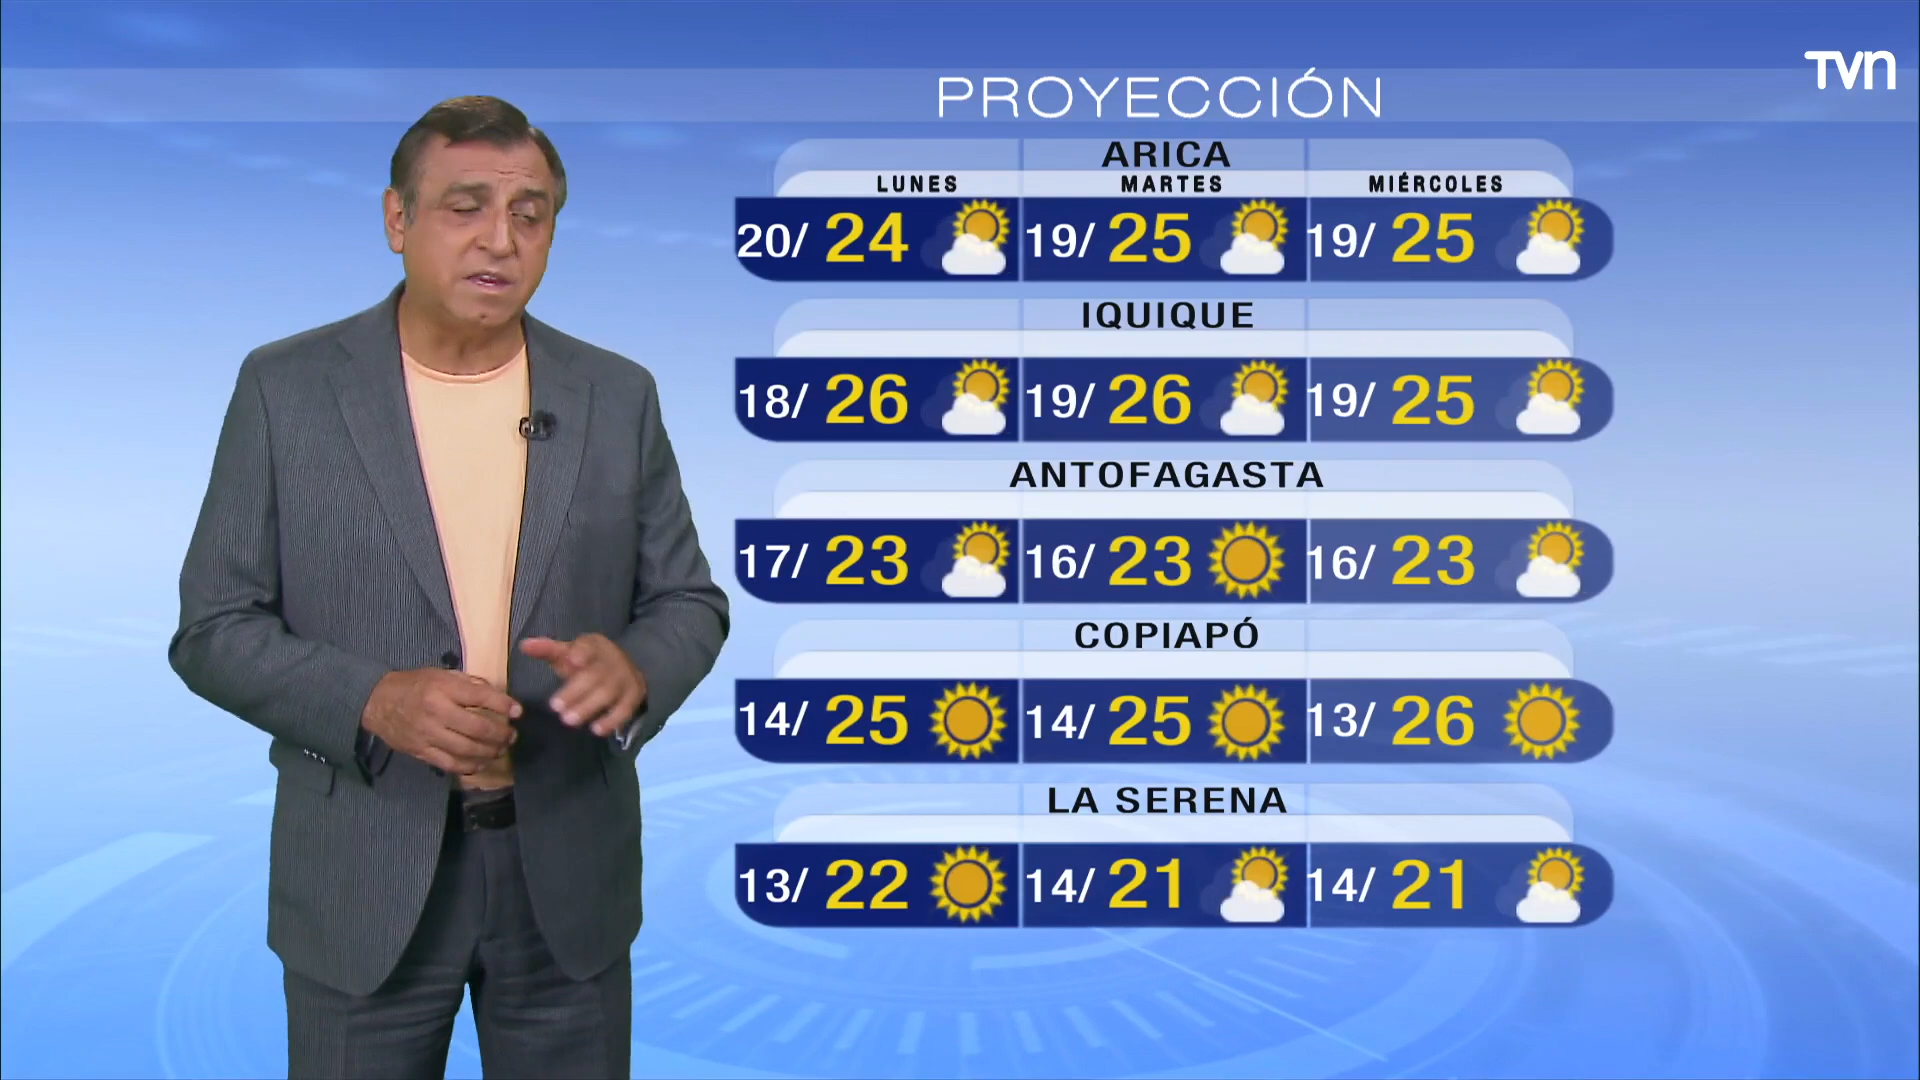 TVN
PROYECCIÓN
ARICA
LUNES MARTES MIÉRCOLES
20/ 24 19/ 25 19/ 25
IQUIQUE
18/ 26 19/ 26 19/ 25
ANTOFAGASTA
17/ 23 16/ 23 16/ 23
COPIAPÓ
14/ 25 14/ 25 13/ 26
LA SERENA
13/ 22 14/ 21 14/ 21